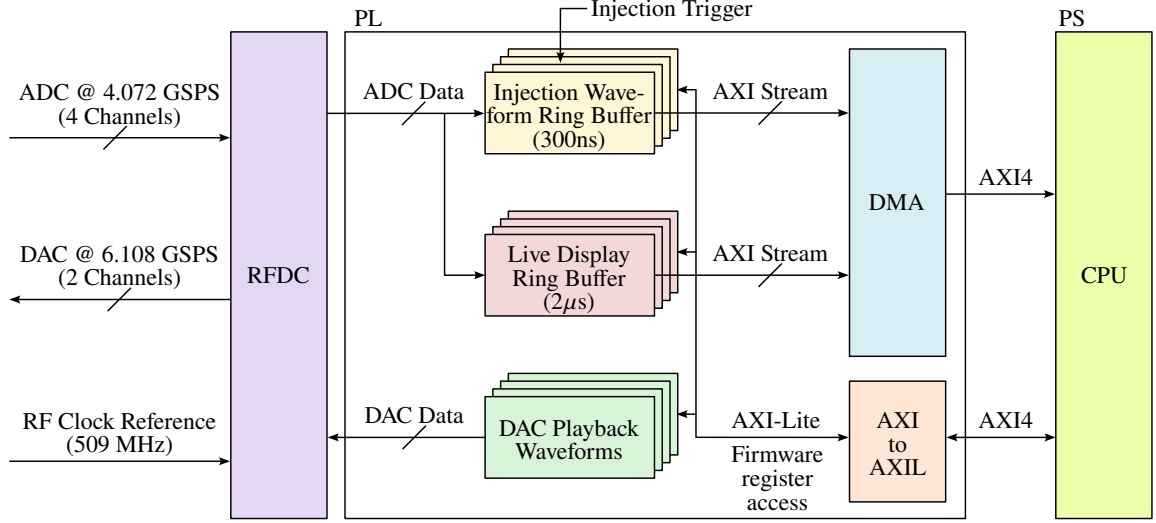 Injection Trigger
PL
PS
ADC @ 4.072 GSPS
(4 Channels)
ADC Data
Injection Wave-
form Ring Buffer
(300ns)
AXI Stream
DMA
AXI4
DAC @ 6.108 GSPS
(2 Channels)
RFDC
Live Display
Ring Buffer
(2μs)
AXI Stream
CPU
RF Clock Reference
(509 MHz)
DAC Data
DAC Playback
Waveforms
AXI-Lite
Firmware
register
access
AXI
to
AXIL
AXI4